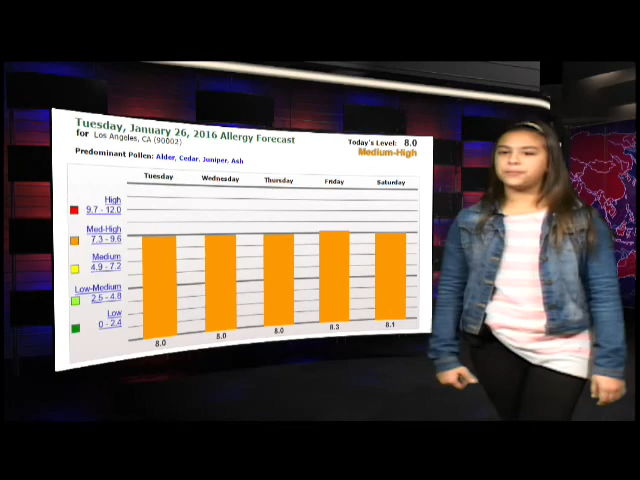 Tuesday, January 26, 2016 Allergy Forecast
for Los Angeles, CA (90002)
Today's Level: 8.0
Medium-High
Predominant Pollen: Alder, Cedar. Juniper, Ash
Tuesday Wednesday Thursday Friday Saturday
High
9.7 - 12.0
Med-High
7.3 - 9.6
Medium
4.9 - 7.2
Low-Medium
2.5 - 4.8
Low
0 - 2.4
8.0 8.0 8.0 8.3 8.1